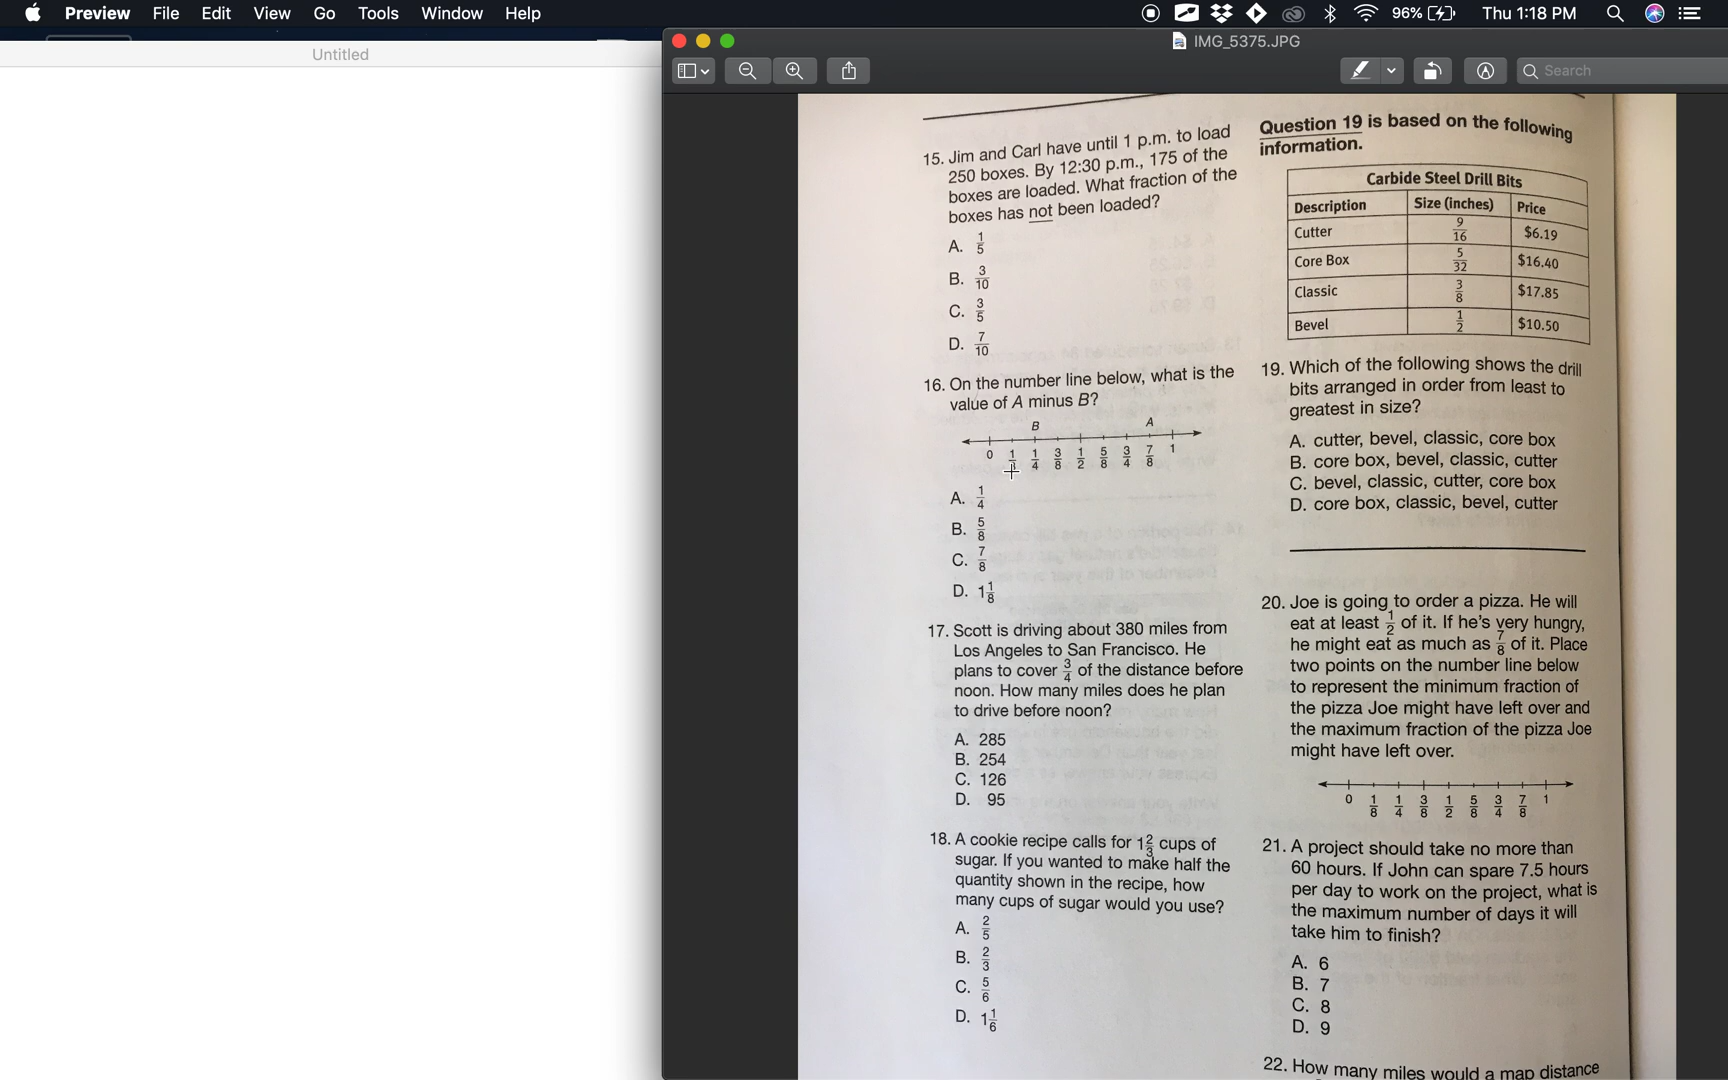 Preview File Edit View Go Tools Window Help
96%
Thu 1:18 PM
Untitled
IMG_5375.JPG
Search
15. Jim and Carl have until 1 p.m. to load
250 boxes. By 12:30 p.m., 175 of the
boxes are loaded. What fraction of the
boxes has not been loaded?
A. 1/5
B. 3/10
C. 3/5
D. 7/10
16. On the number line below, what is the
value of A minus B?
B A
0 1/ 1/4 3/8 1/2 5/8 3/4 7/8 1
A. 1/4
B. 5/8
C. 7/8
D. 1 1/8
17. Scott is driving about 380 miles from
Los Angeles to San Francisco. He
plans to cover 3/4 of the distance before
noon. How many miles does he plan
to drive before noon?
A. 285
B. 254
C. 126
D. 95
18. A cookie recipe calls for 1 2/3 cups of
sugar. If you wanted to make half the
quantity shown in the recipe, how
many cups of sugar would you use?
A. 2/5
B. 2/3
C. 5/6
D. 1 1/6
Question 19 is based on the following
information.
Carbide Steel Drill Bits
Description Size (inches) Price
Cutter 9/16 $6.19
Core Box 5/32 $16.40
Classic 3/8 $17.85
Bevel 1/2 $10.50
19. Which of the following shows the drill
bits arranged in order from least to
greatest in size?
A. cutter, bevel, classic, core box
B. core box, bevel, classic, cutter
C. bevel, classic, cutter, core box
D. core box, classic, bevel, cutter
20. Joe is going to order a pizza. He will
eat at least 1/2 of it. If he's very hungry,
he might eat as much as 7/8 of it. Place
two points on the number line below
to represent the minimum fraction of
the pizza Joe might have left over and
the maximum fraction of the pizza Joe
might have left over.
0 1/8 1/4 3/8 1/2 5/8 3/4 7/8 1
21. A project should take no more than
60 hours. If John can spare 7.5 hours
per day to work on the project, what is
the maximum number of days it will
take him to finish?
A. 6
B. 7
C. 8
D. 9
22. How many miles would a map distance